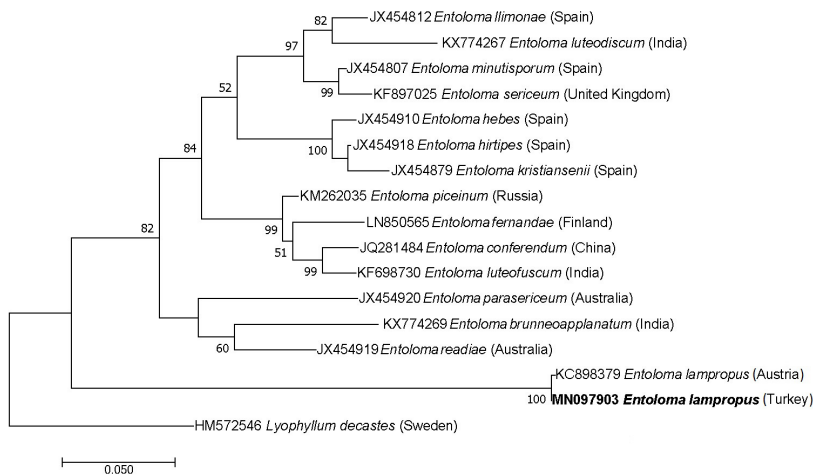 82
JX454812 Entoloma llimonae (Spain)
KX774267 Entoloma luteodiscum (India)
97
JX454807 Entoloma minutisporum (Spain)
99
KF897025 Entoloma sericeum (United Kingdom)
52
JX454910 Entoloma hebes (Spain)
100
JX454918 Entoloma hirtipes (Spain)
JX454879 Entoloma kristiansenii (Spain)
84
KM262035 Entoloma piceinum (Russia)
99
LN850565 Entoloma fernandae (Finland)
51
JQ281484 Entoloma conferendum (China)
99
KF698730 Entoloma luteofuscum (India)
82
JX454920 Entoloma parasericeum (Australia)
KX774269 Entoloma brunneoapplanatum (India)
60
JX454919 Entoloma readiae (Australia)
KC898379 Entoloma lampropus (Austria)
100
MN097903 Entoloma lampropus (Turkey)
HM572546 Lyophyllum decastes (Sweden)
0.050